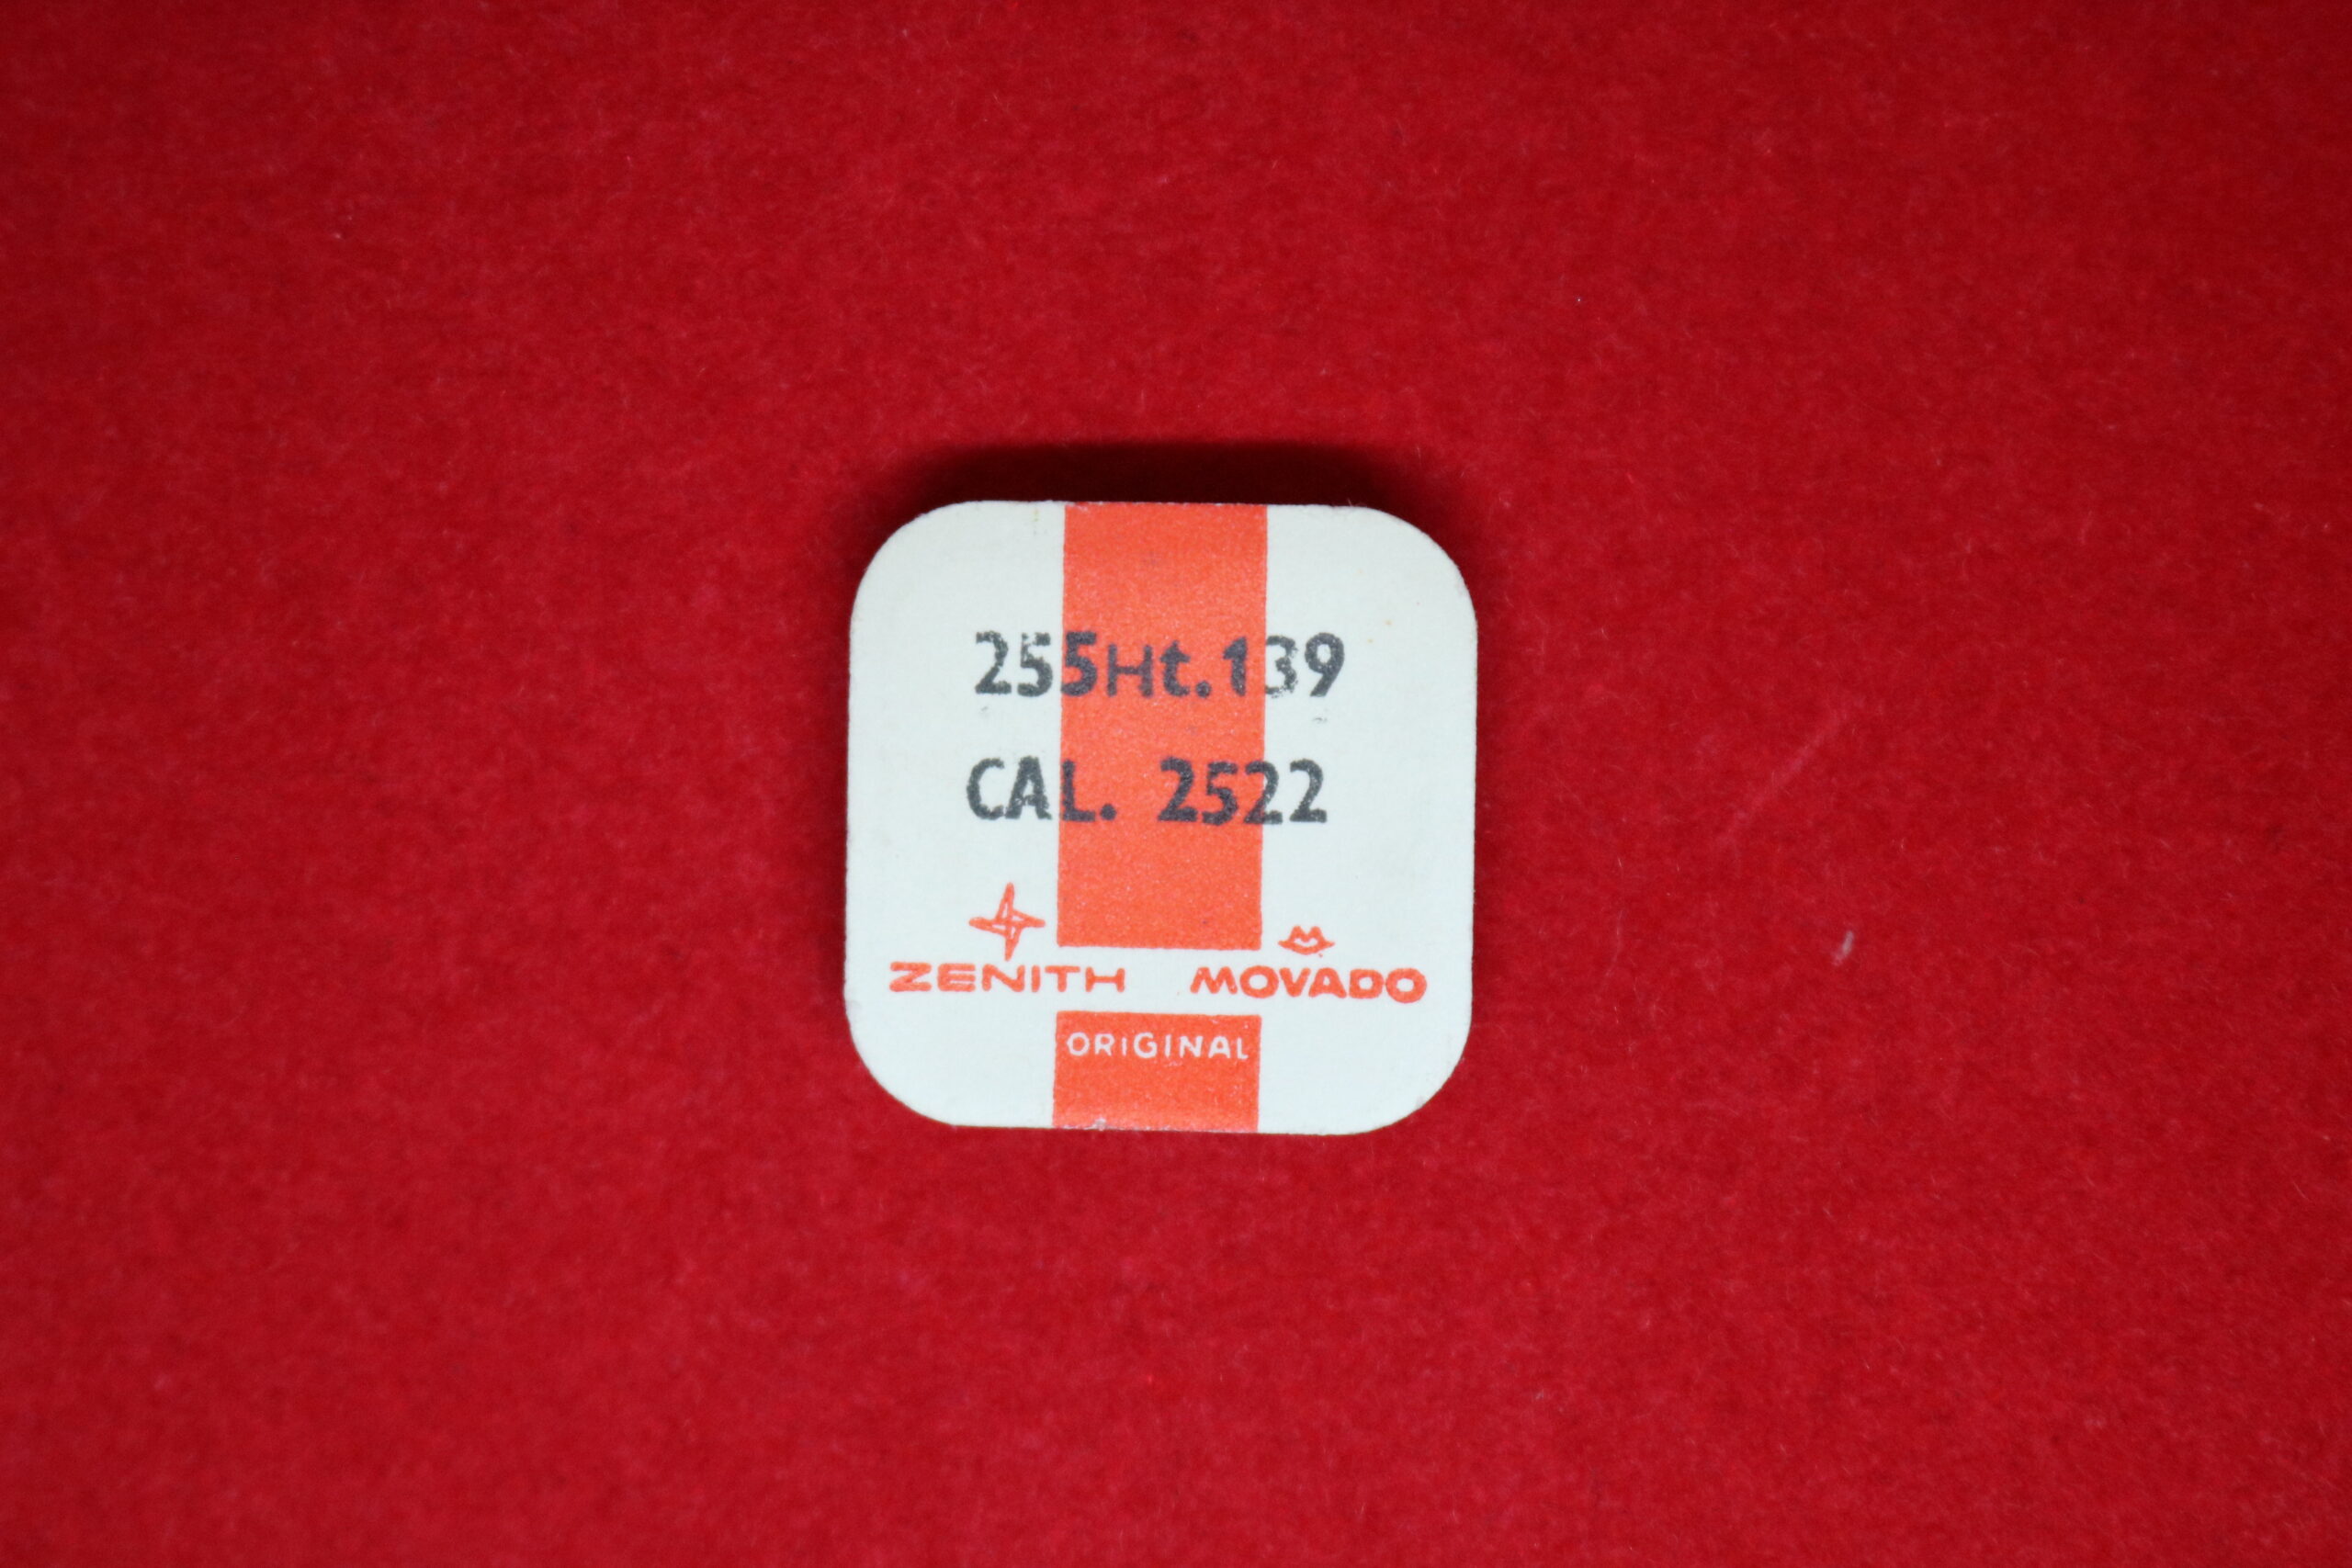 255Ht.139
CAL. 2522
ZENITH MOVADO
ORIGINAL